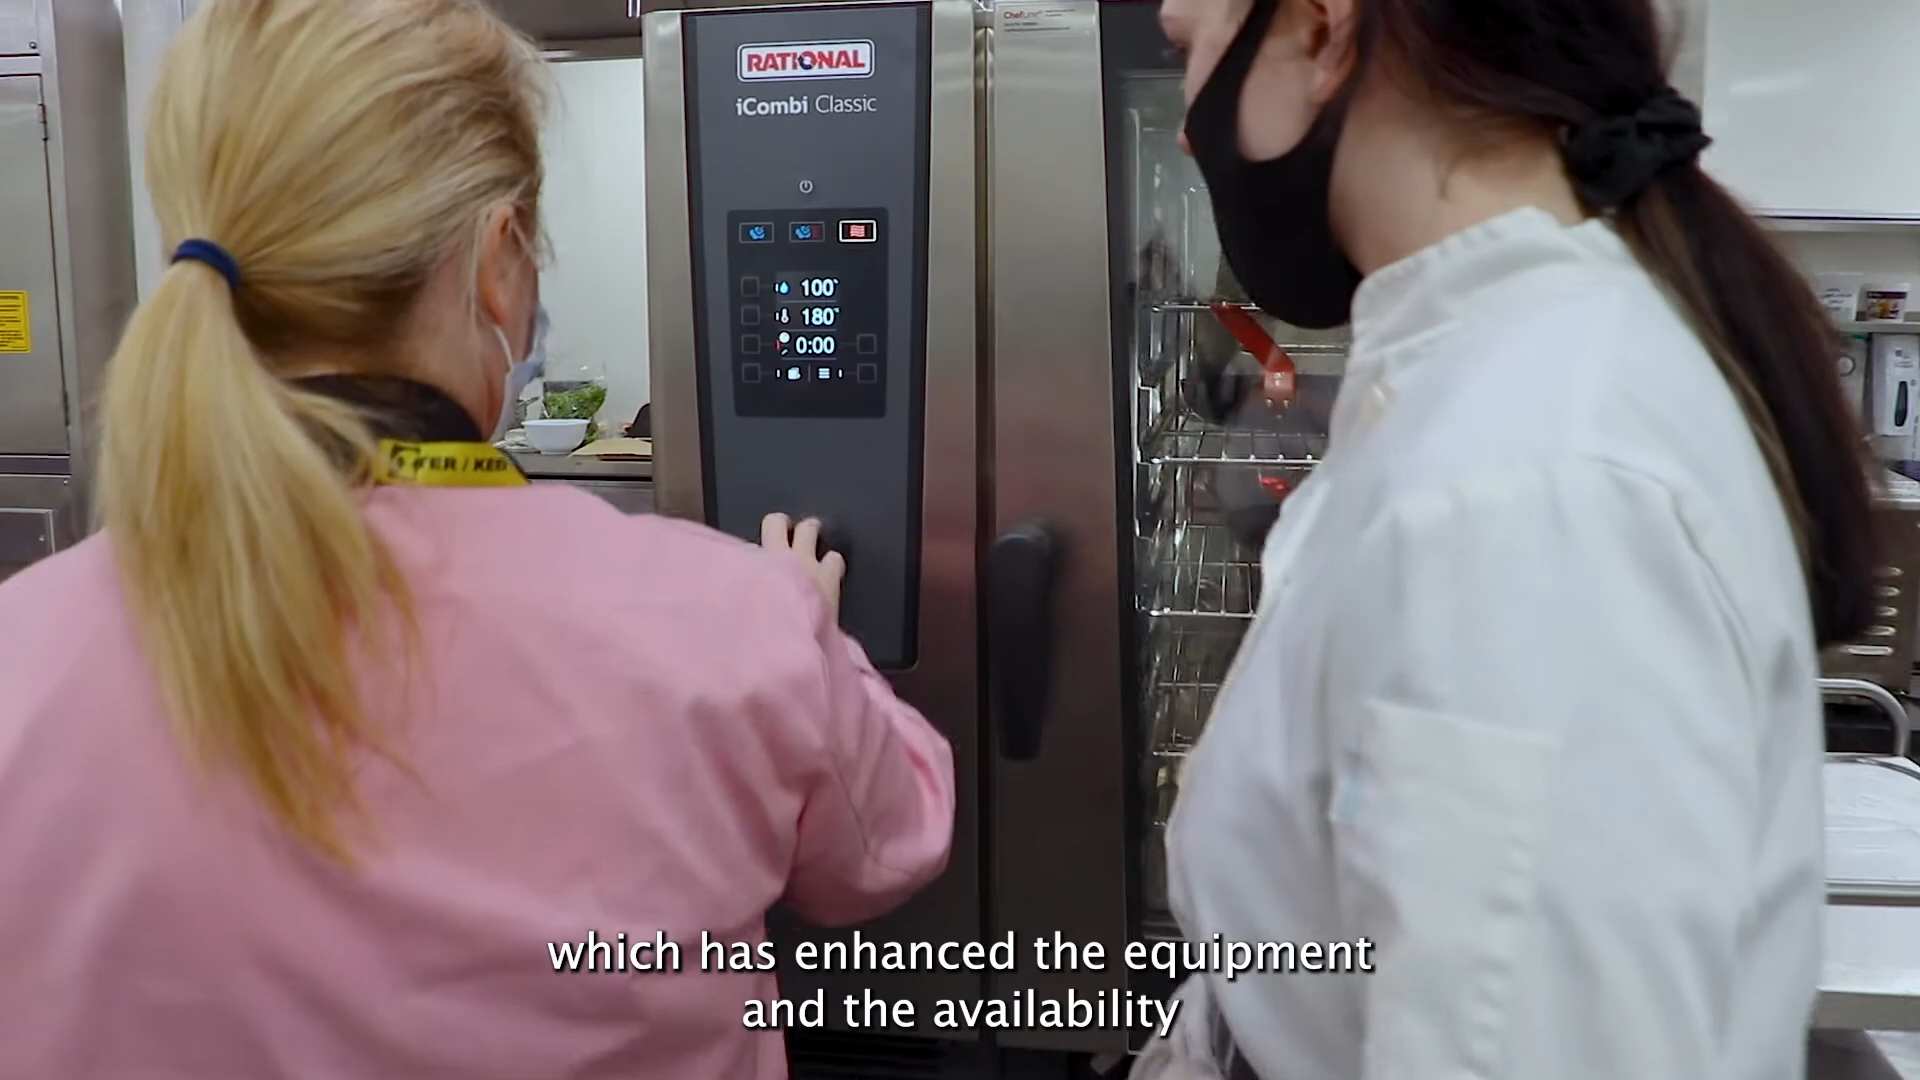 RATIONAL
iCombi Classic
100°
180°
0:00
which has enhanced the equipment
and the availability